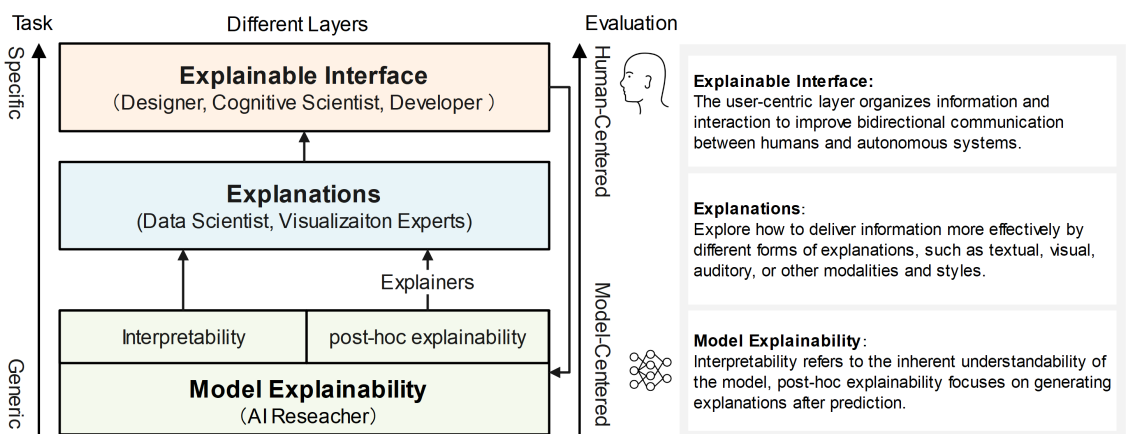 Task
Different Layers
Evaluation
Specific
Generic
Explainable Interface
（Designer, Cognitive Scientist, Developer ）
Explanations
(Data Scientist, Visualizaiton Experts)
Explainers
Interpretability
post-hoc explainability
Model Explainability
（AI Reseacher）
Human-Centered
Model-Centered
Explainable Interface:
The user-centric layer organizes information and
interaction to improve bidirectional communication
between humans and autonomous systems.
Explanations:
Explore how to deliver information more effectively by
different forms of explanations, such as textual, visual,
auditory, or other modalities and styles.
Model Explainability:
Interpretability refers to the inherent understandability of
the model, post-hoc explainability focuses on generating
explanations after prediction.